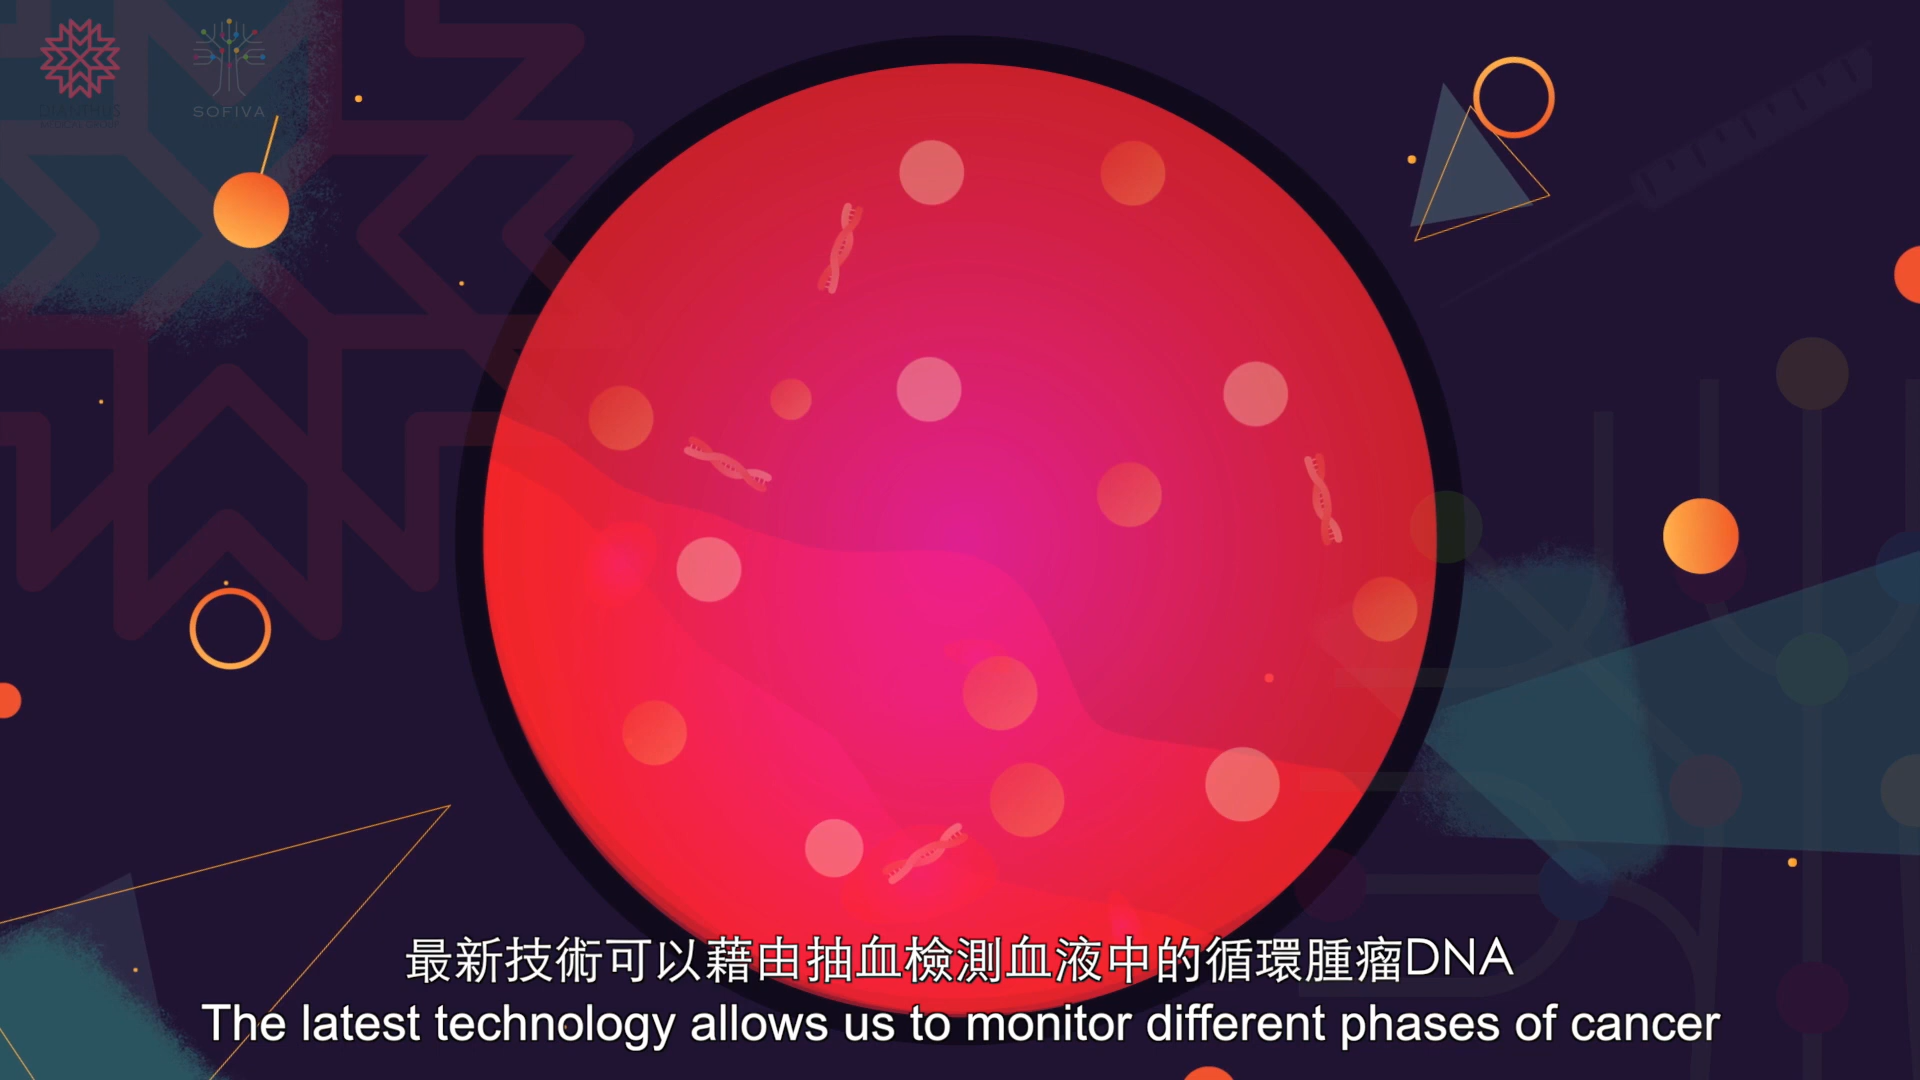 SOFIVA
最新技術可以藉由抽血檢測血液中的循環腫瘤DNA
The latest technology allows us to monitor different phases of cancer